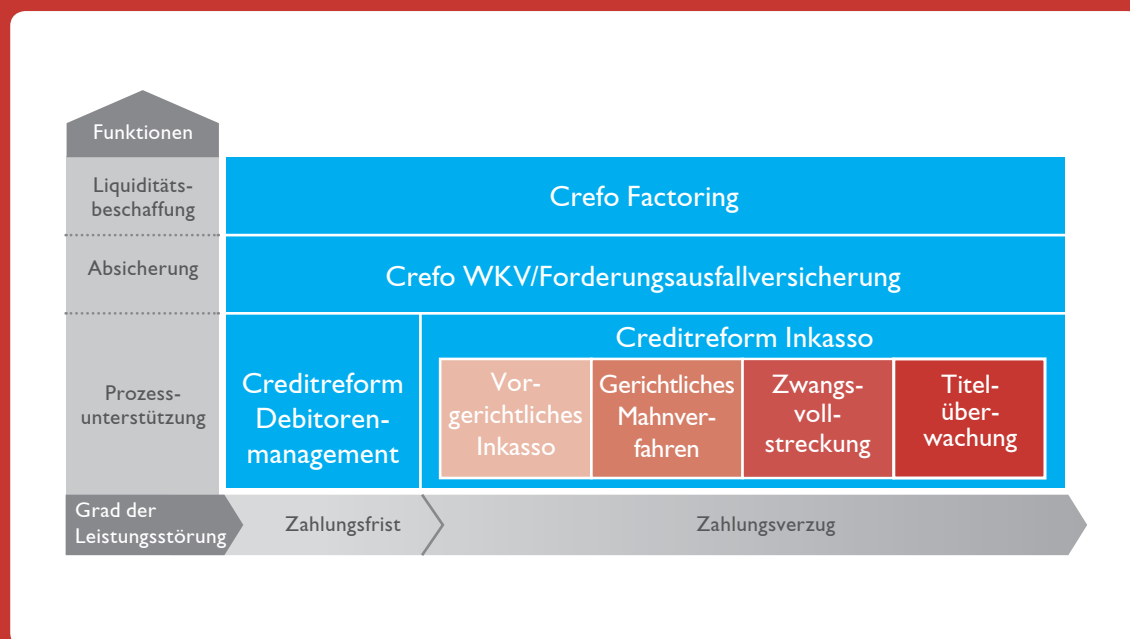 Funktionen
Liquiditäts-
beschaffung
Crefo Factoring
Absicherung
Crefo WKV/Forderungsausfallversicherung
Prozess-
unterstützung
Creditreform
Debitoren-
management
Creditreform Inkasso
Vor-
gerichtliches
Inkasso
Gerichtliches
Mahnver-
fahren
Zwangs-
voll-
streckung
Titel-
über-
wachung
Grad der
Leistungsstörung
Zahlungsfrist
Zahlungsverzug